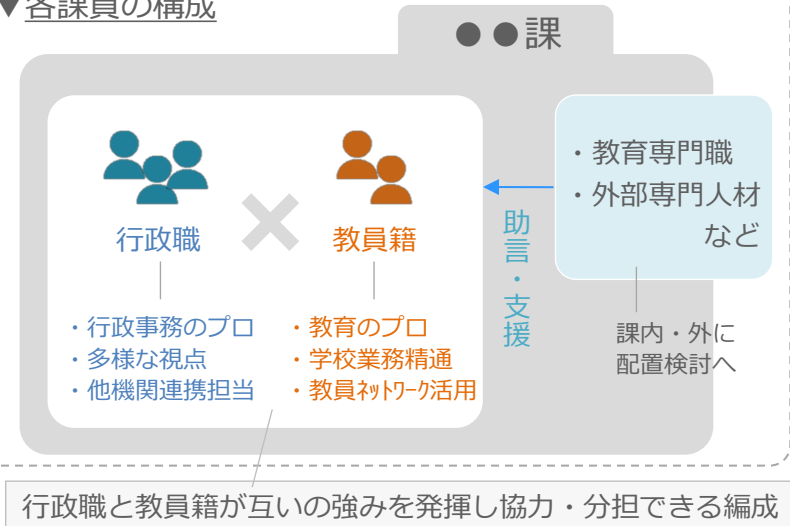 ▼各課員の構成
●●課
行政職
教員籍
・行政事務のプロ
・多様な視点
・他機関連携担当
・教育のプロ
・学校業務精通
・教員ﾈｯﾄﾜｰｸ活用
助言・支援
・教育専門職
・外部専門人材
など
課内・外に
配置検討へ
行政職と教員籍が互いの強みを発揮し協力・分担できる編成